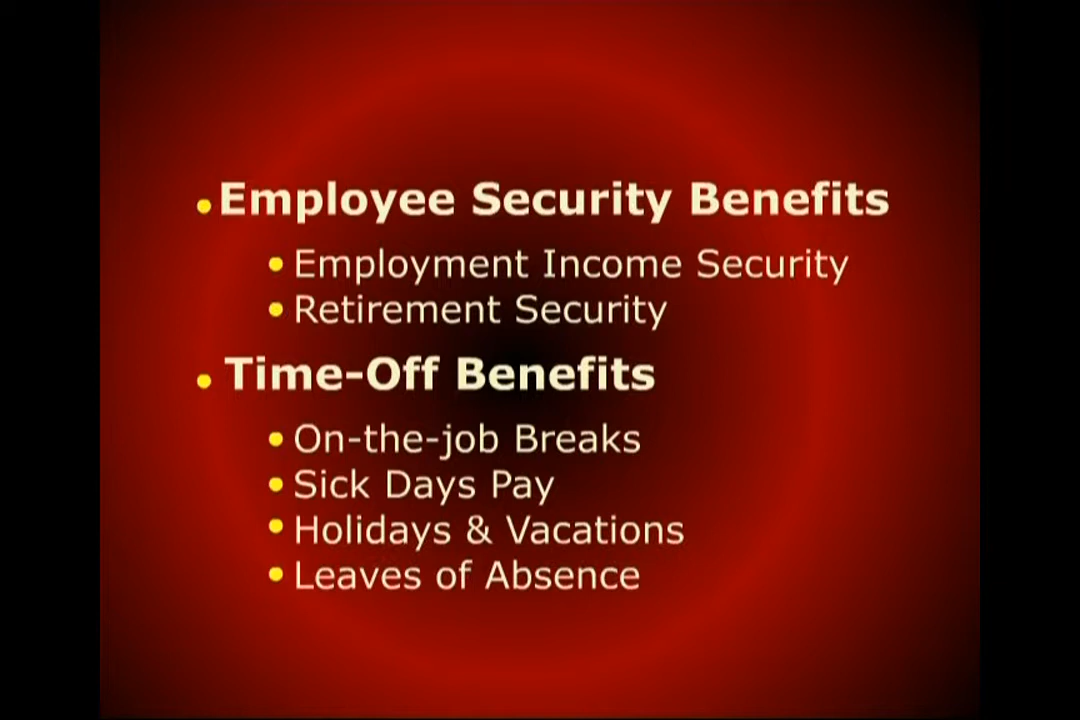 • Employee Security Benefits
• Employment Income Security
• Retirement Security
• Time-Off Benefits
• On-the-job Breaks
• Sick Days Pay
• Holidays & Vacations
• Leaves of Absence